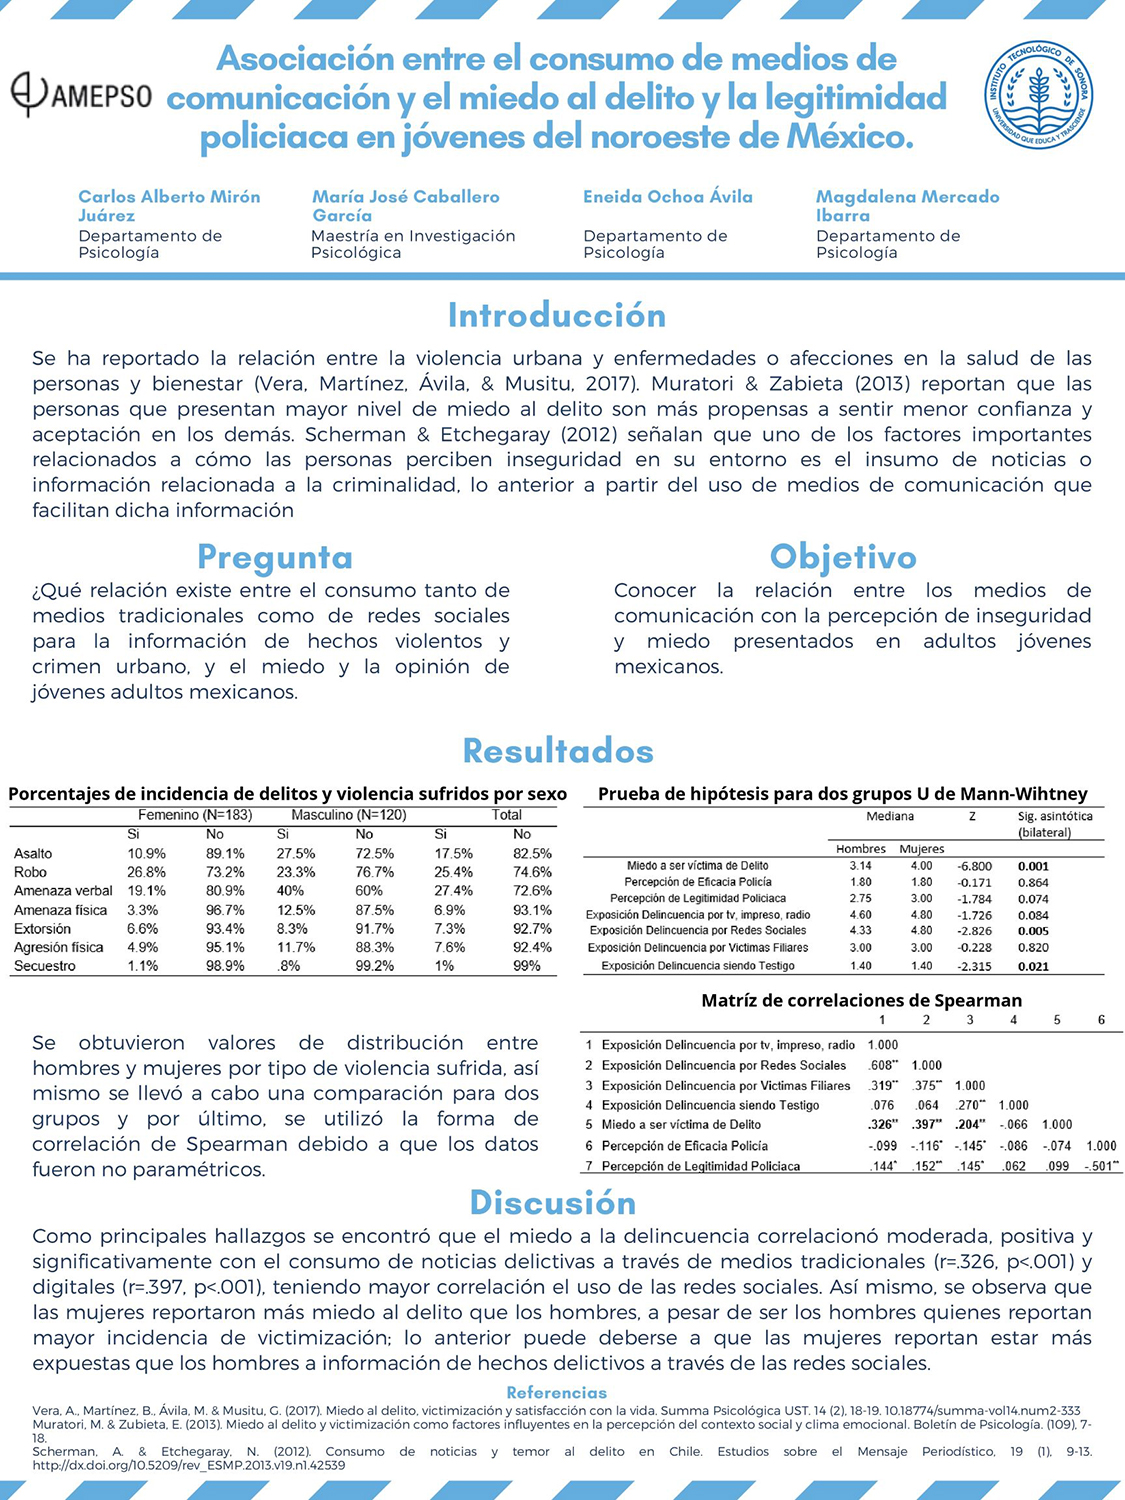 Asociación entre el consumo de medios de
comunicación y el miedo al delito y la legitimidad
policiaca en jóvenes del noroeste de México.
AMEPSO
INSTITUTO TECNOLÓGICO DE SONORA
UNIVERSIDAD QUE EDUCA Y TRASCIENDE
Carlos Alberto Mirón
Juárez
Departamento de
Psicología
María José Caballero
García
Maestría en Investigación
Psicológica
Eneida Ochoa Ávila
Departamento de
Psicología
Magdalena Mercado
Ibarra
Departamento de
Psicología
Introducción
Se ha reportado la relación entre la violencia urbana y enfermedades o afecciones en la salud de las
personas y bienestar (Vera, Martínez, Ávila, & Musitu, 2017). Muratori & Zabieta (2013) reportan que las
personas que presentan mayor nivel de miedo al delito son más propensas a sentir menor confianza y
aceptación en los demás. Scherman & Etchegaray (2012) señalan que uno de los factores importantes
relacionados a cómo las personas perciben inseguridad en su entorno es el insumo de noticias o
información relacionada a la criminalidad, lo anterior a partir del uso de medios de comunicación que
facilitan dicha información
Pregunta
¿Qué relación existe entre el consumo tanto de
medios tradicionales como de redes sociales
para la información de hechos violentos y
crimen urbano, y el miedo y la opinión de
jóvenes adultos mexicanos.
Objetivo
Conocer la relación entre los medios de
comunicación con la percepción de inseguridad
y miedo presentados en adultos jóvenes
mexicanos.
Resultados
Porcentajes de incidencia de delitos y violencia sufridos por sexo
Femenino (N=183) Masculino (N=120) Total
Si No Si No Si No
Asalto 10.9% 89.1% 27.5% 72.5% 17.5% 82.5%
Robo 26.8% 73.2% 23.3% 76.7% 25.4% 74.6%
Amenaza verbal 19.1% 80.9% 40% 60% 27.4% 72.6%
Amenaza física 3.3% 96.7% 12.5% 87.5% 6.9% 93.1%
Extorsión 6.6% 93.4% 8.3% 91.7% 7.3% 92.7%
Agresión física 4.9% 95.1% 11.7% 88.3% 7.6% 92.4%
Secuestro 1.1% 98.9% .8% 99.2% 1% 99%
Se obtuvieron valores de distribución entre
hombres y mujeres por tipo de violencia sufrida, así
mismo se llevó a cabo una comparación para dos
grupos y por último, se utilizó la forma de
correlación de Spearman debido a que los datos
fueron no paramétricos.
Prueba de hipótesis para dos grupos U de Mann-Wihtney
Mediana Z Sig. asintótica
(bilateral)
Hombres Mujeres
Miedo a ser víctima de Delito 3.14 4.00 -6.800 0.001
Percepción de Eficacia Policía 1.80 1.80 -0.171 0.864
Percepción de Legitimidad Policiaca 2.75 3.00 -1.784 0.074
Exposición Delincuencia por tv, impreso, radio 4.60 4.80 -1.726 0.084
Exposición Delincuencia por Redes Sociales 4.33 4.80 -2.826 0.005
Exposición Delincuencia por Victimas Filiares 3.00 3.00 -0.228 0.820
Exposición Delincuencia siendo Testigo 1.40 1.40 -2.315 0.021
Matríz de correlaciones de Spearman
1 2 3 4 5 6
1 Exposición Delincuencia por tv, impreso, radio 1.000
2 Exposición Delincuencia por Redes Sociales .608** 1.000
3 Exposición Delincuencia por Victimas Filiares .319** .375** 1.000
4 Exposición Delincuencia siendo Testigo .076 .064 .270** 1.000
5 Miedo a ser víctima de Delito .326** .397** .204** -.066 1.000
6 Percepción de Eficacia Policía -.099 -.116* -.145* -.086 -.074 1.000
7 Percepción de Legitimidad Policiaca .144* .152** .145* .062 .099 -.501**
Discusión
Como principales hallazgos se encontró que el miedo a la delincuencia correlacionó moderada, positiva y
significativamente con el consumo de noticias delictivas a través de medios tradicionales (r=.326, p<.001) y
digitales (r=.397, p<.001), teniendo mayor correlación el uso de las redes sociales. Así mismo, se observa que
las mujeres reportaron más miedo al delito que los hombres, a pesar de ser los hombres quienes reportan
mayor incidencia de victimización; lo anterior puede deberse a que las mujeres reportan estar más
expuestas que los hombres a información de hechos delictivos a través de las redes sociales.
Referencias
Vera, A., Martínez, B., Ávila, M. & Musitu, G. (2017). Miedo al delito, victimización y satisfacción con la vida. Summa Psicológica UST. 14 (2), 18-19. 10.18774/summa-vol14.num2-333
Muratori, M. & Zubieta, E. (2013). Miedo al delito y victimización como factores influyentes en la percepción del contexto social y clima emocional. Boletín de Psicología. (109), 7-
18.
Scherman, A. & Etchegaray, N. (2012). Consumo de noticias y temor al delito en Chile. Estudios sobre el Mensaje Periodístico, 19 (1), 9-13.
http://dx.doi.org/10.5209/rev_ESMP.2013.v19.n1.42539